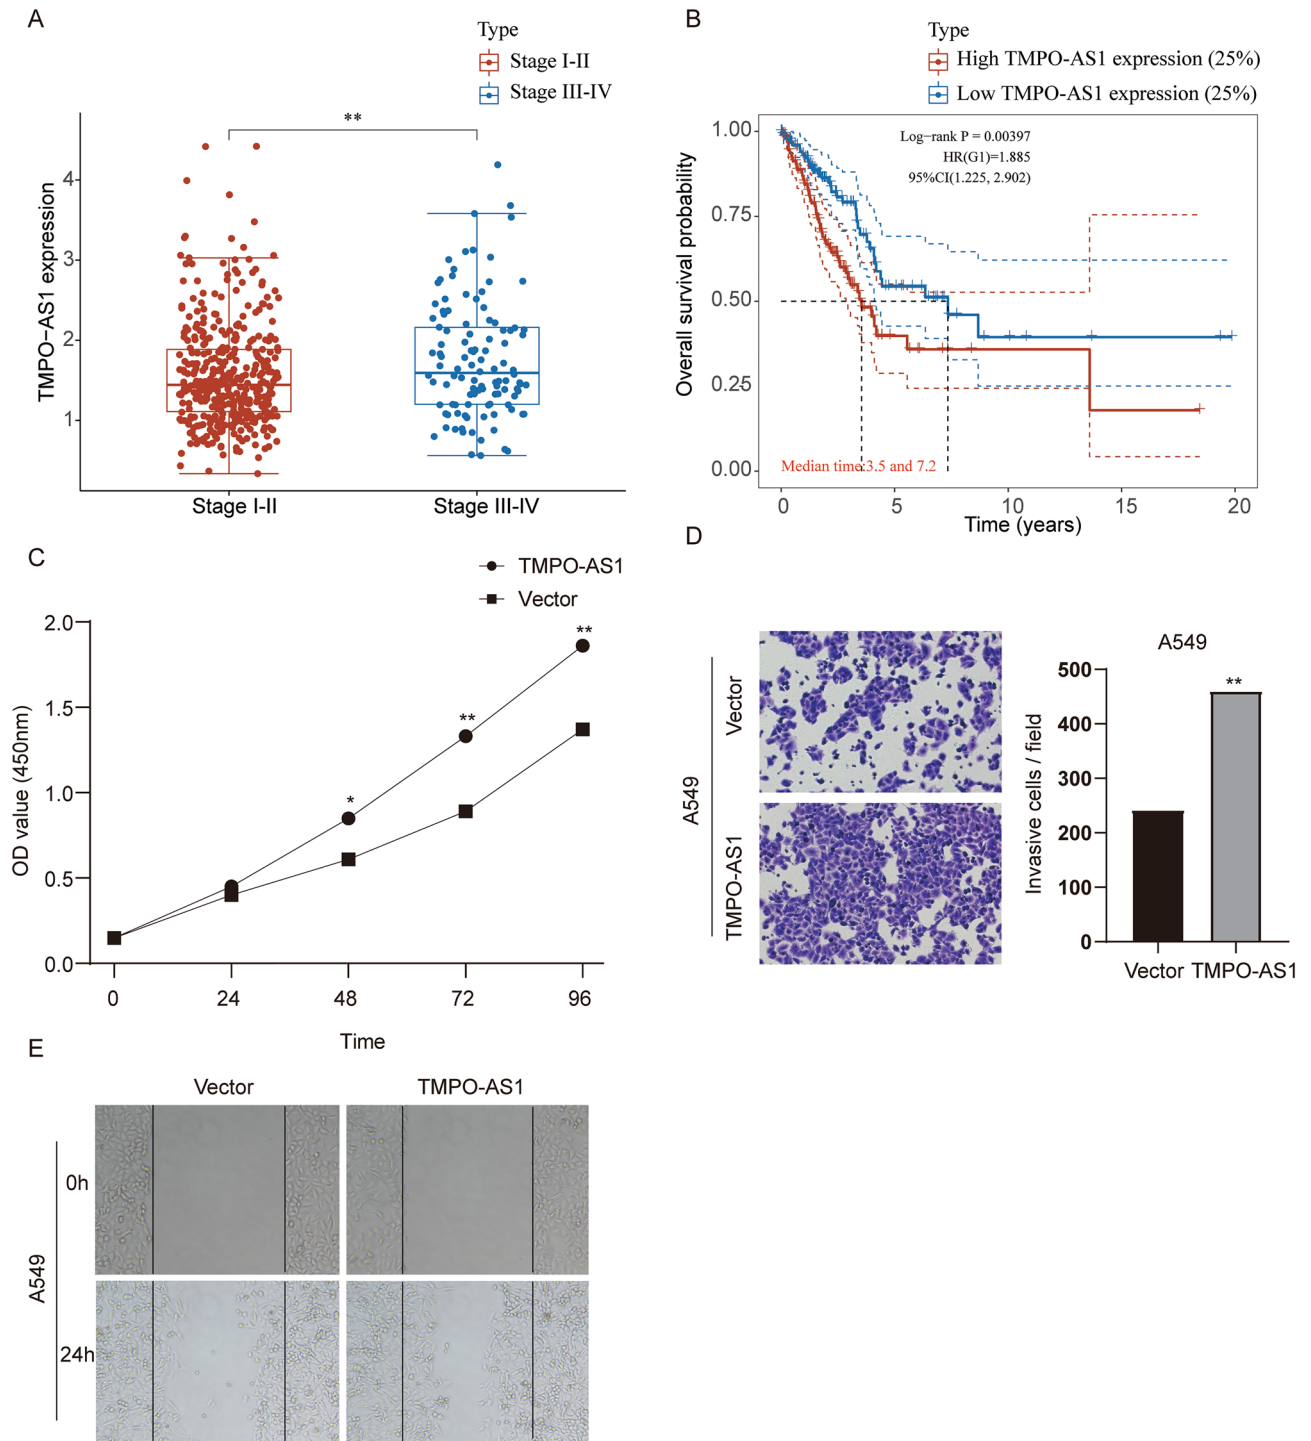 A
Type
Stage I-II
Stage III-IV
**
TMPO-AS1 expression
4
3
2
1
Stage I-II
Stage III-IV
B
Type
High TMPO-AS1 expression (25%)
Low TMPO-AS1 expression (25%)
Log-rank P = 0.00397
HR(G1)=1.885
95%CI(1.225, 2.902)
Overall survival probability
1.00
0.75
0.50
0.25
0.00
Median time:3.5 and 7.2
0 5 10 15 20
Time (years)
C
TMPO-AS1
Vector
OD value (450nm)
2.0
1.5
1.0
0.5
0.0
*
**
**
0 24 48 72 96
Time
D
A549
Vector
TMPO-AS1
A549
Invasive cells / field
500
400
300
200
100
0
**
Vector TMPO-AS1
E
Vector TMPO-AS1
A549
0h
24h